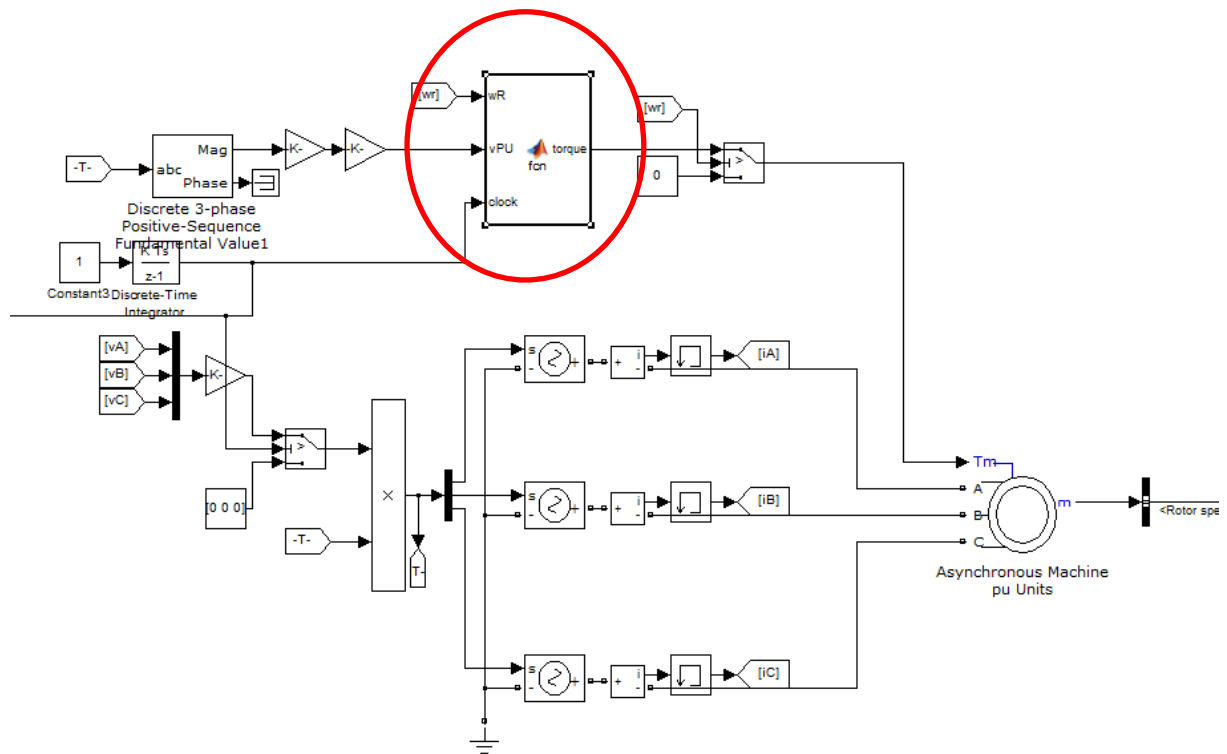 [wr]
wR
[wr]
Mag
K-
K-
vPU
fcn
torque
>
-T-
abc
0
Phase
clock
Discrete 3-phase
Positive-Sequence
Fundamental Value1
1
K Ts
z-1
Constant3
Discrete-Time
Integrator
[vA]
s
+
-
+
i
-
[iA]
[vB]
K-
[vC]
>
Tm
×
A
[0 0 0]
s
+
-
+
i
-
[iB]
B
m
<Rotor spe
-T-
C
T-
Asynchronous Machine
pu Units
s
+
-
+
i
-
[iC]